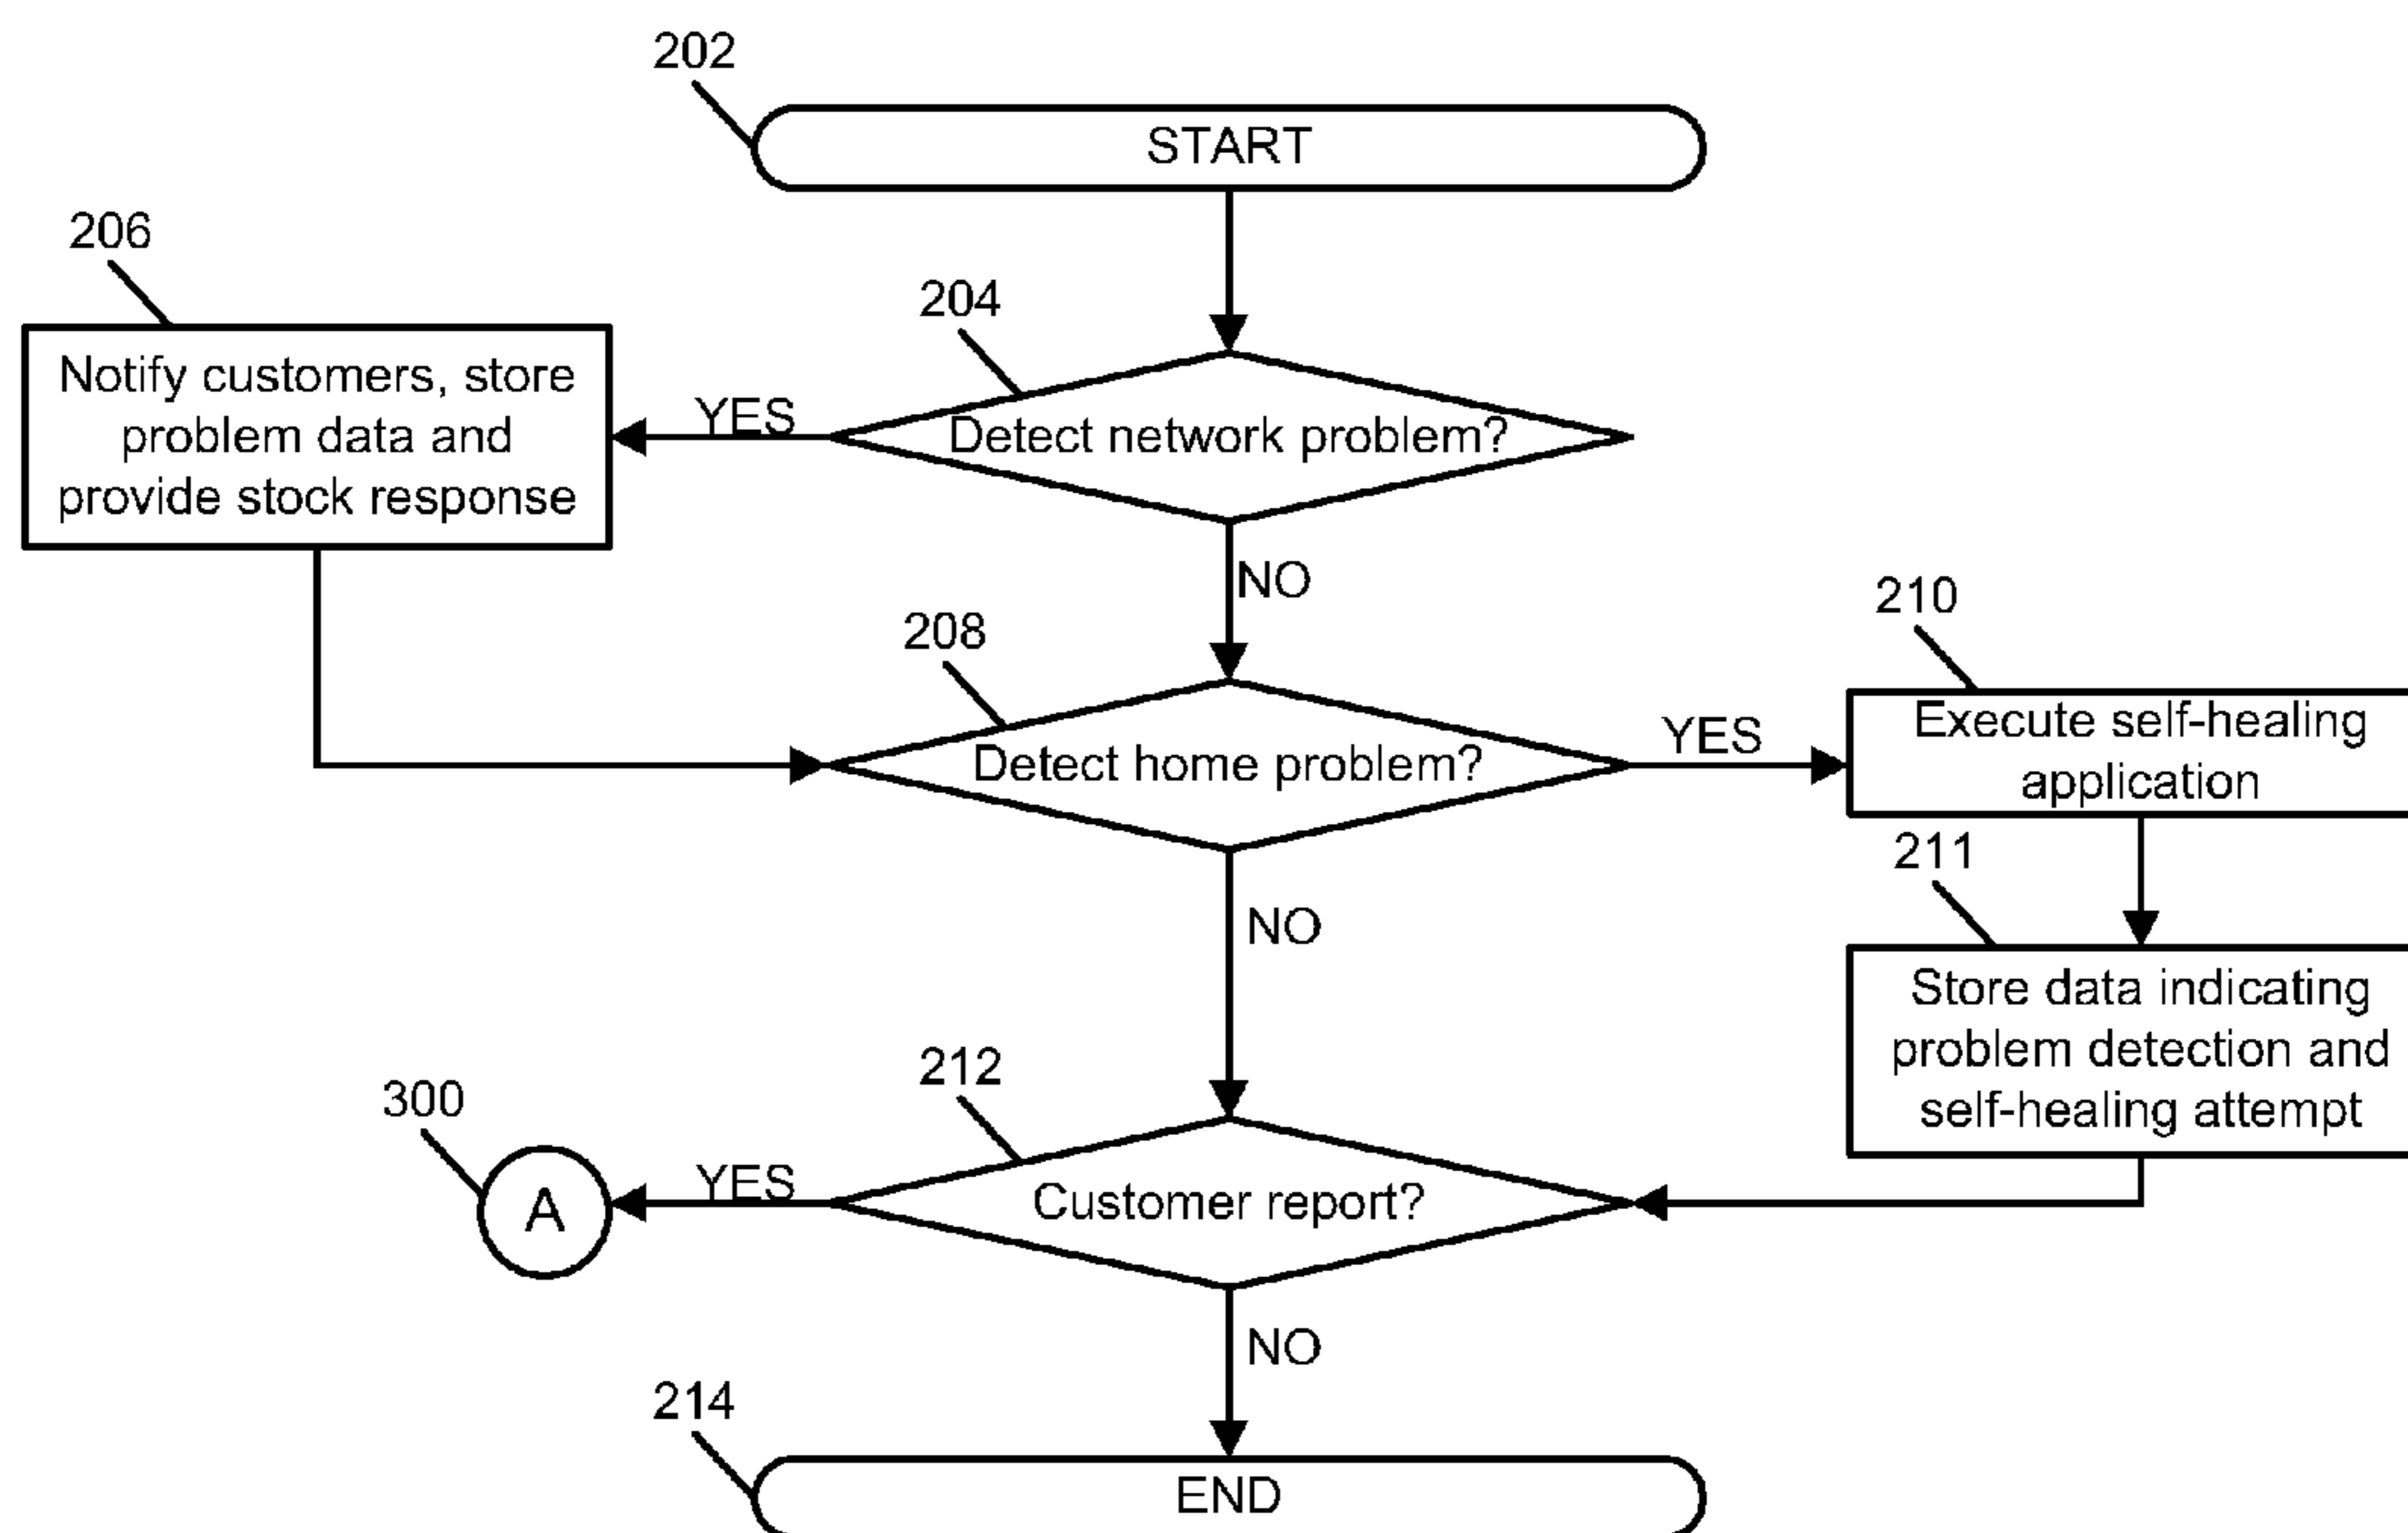 202
START
206
204
Notify customers, store
problem data and
provide stock response
YES
Detect network problem?
NO
210
208
Execute self-healing
application
YES
Detect home problem?
211
NO
Store data indicating
problem detection and
self-healing attempt
212
300
YES
A
Customer report?
NO
214
END